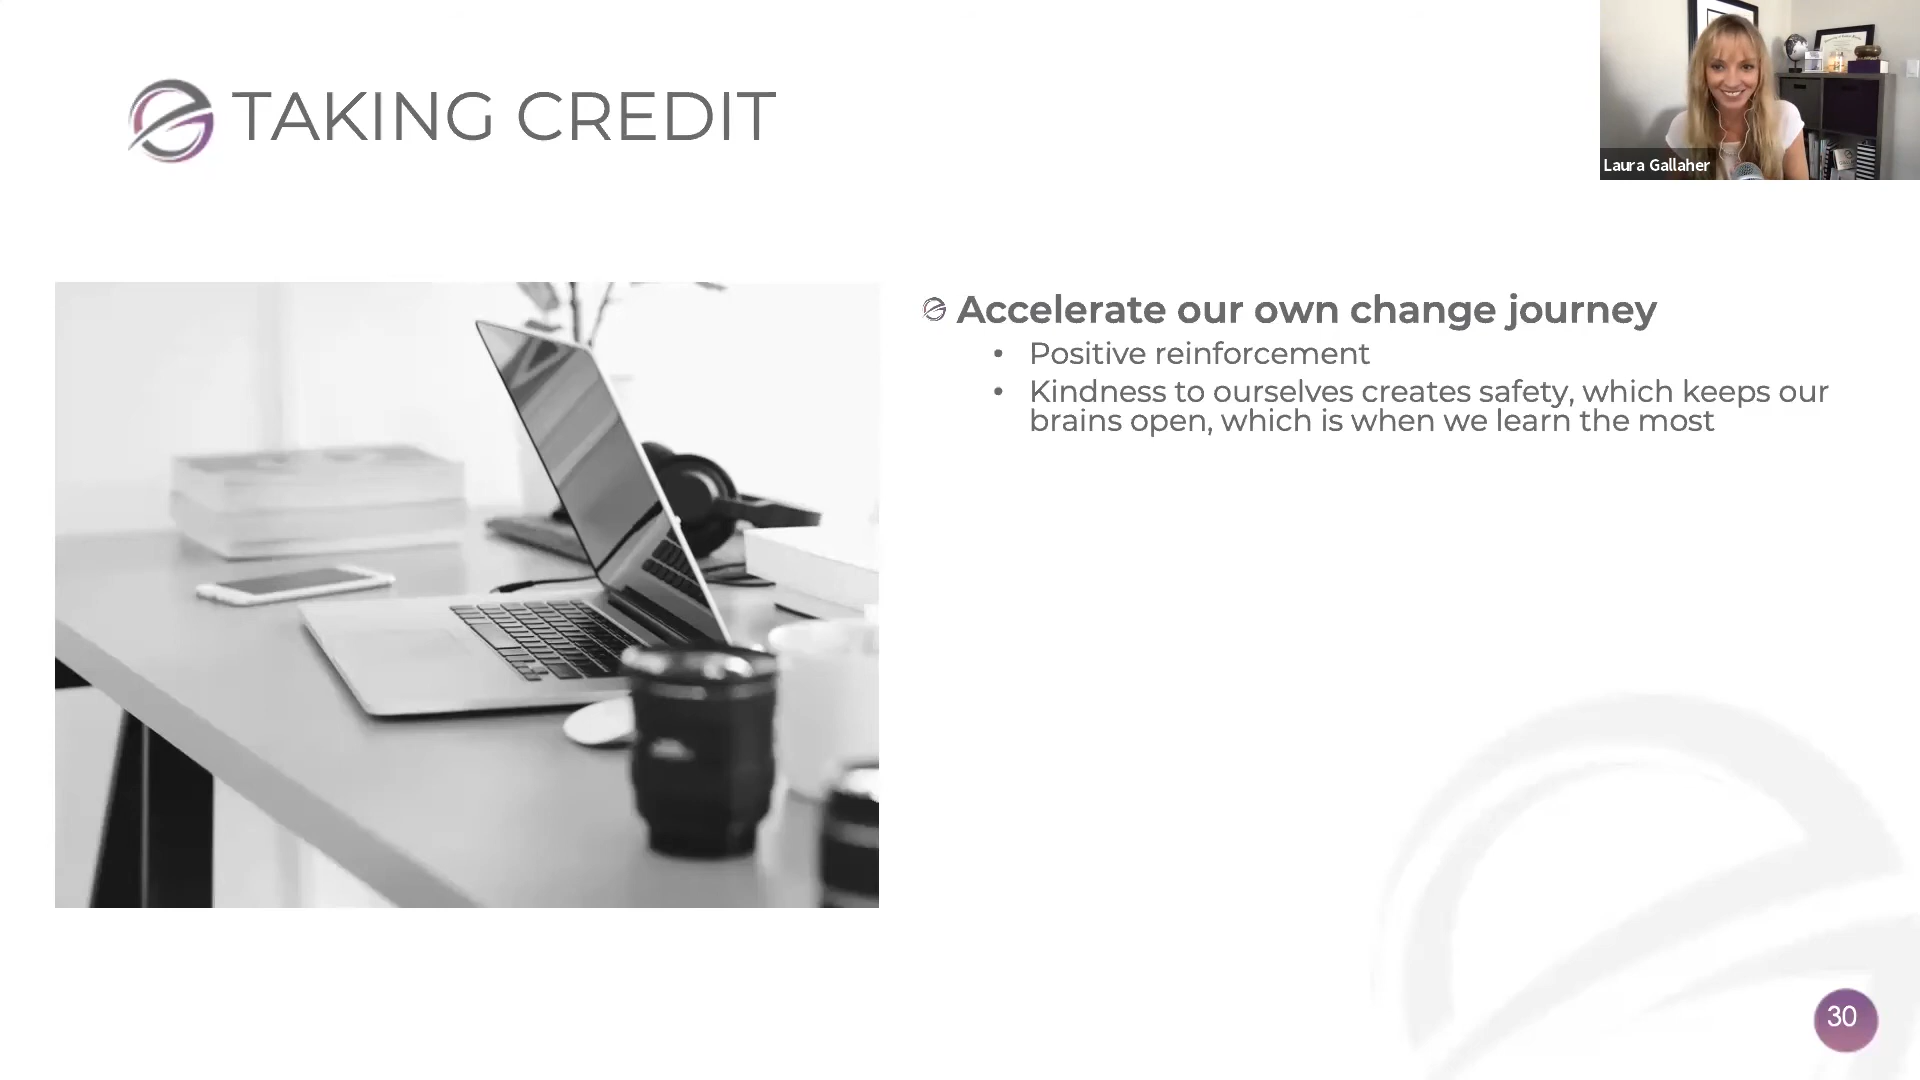 TAKING CREDIT
Laura Gallaher
Accelerate our own change journey
• Positive reinforcement
• Kindness to ourselves creates safety, which keeps our
brains open, which is when we learn the most
30